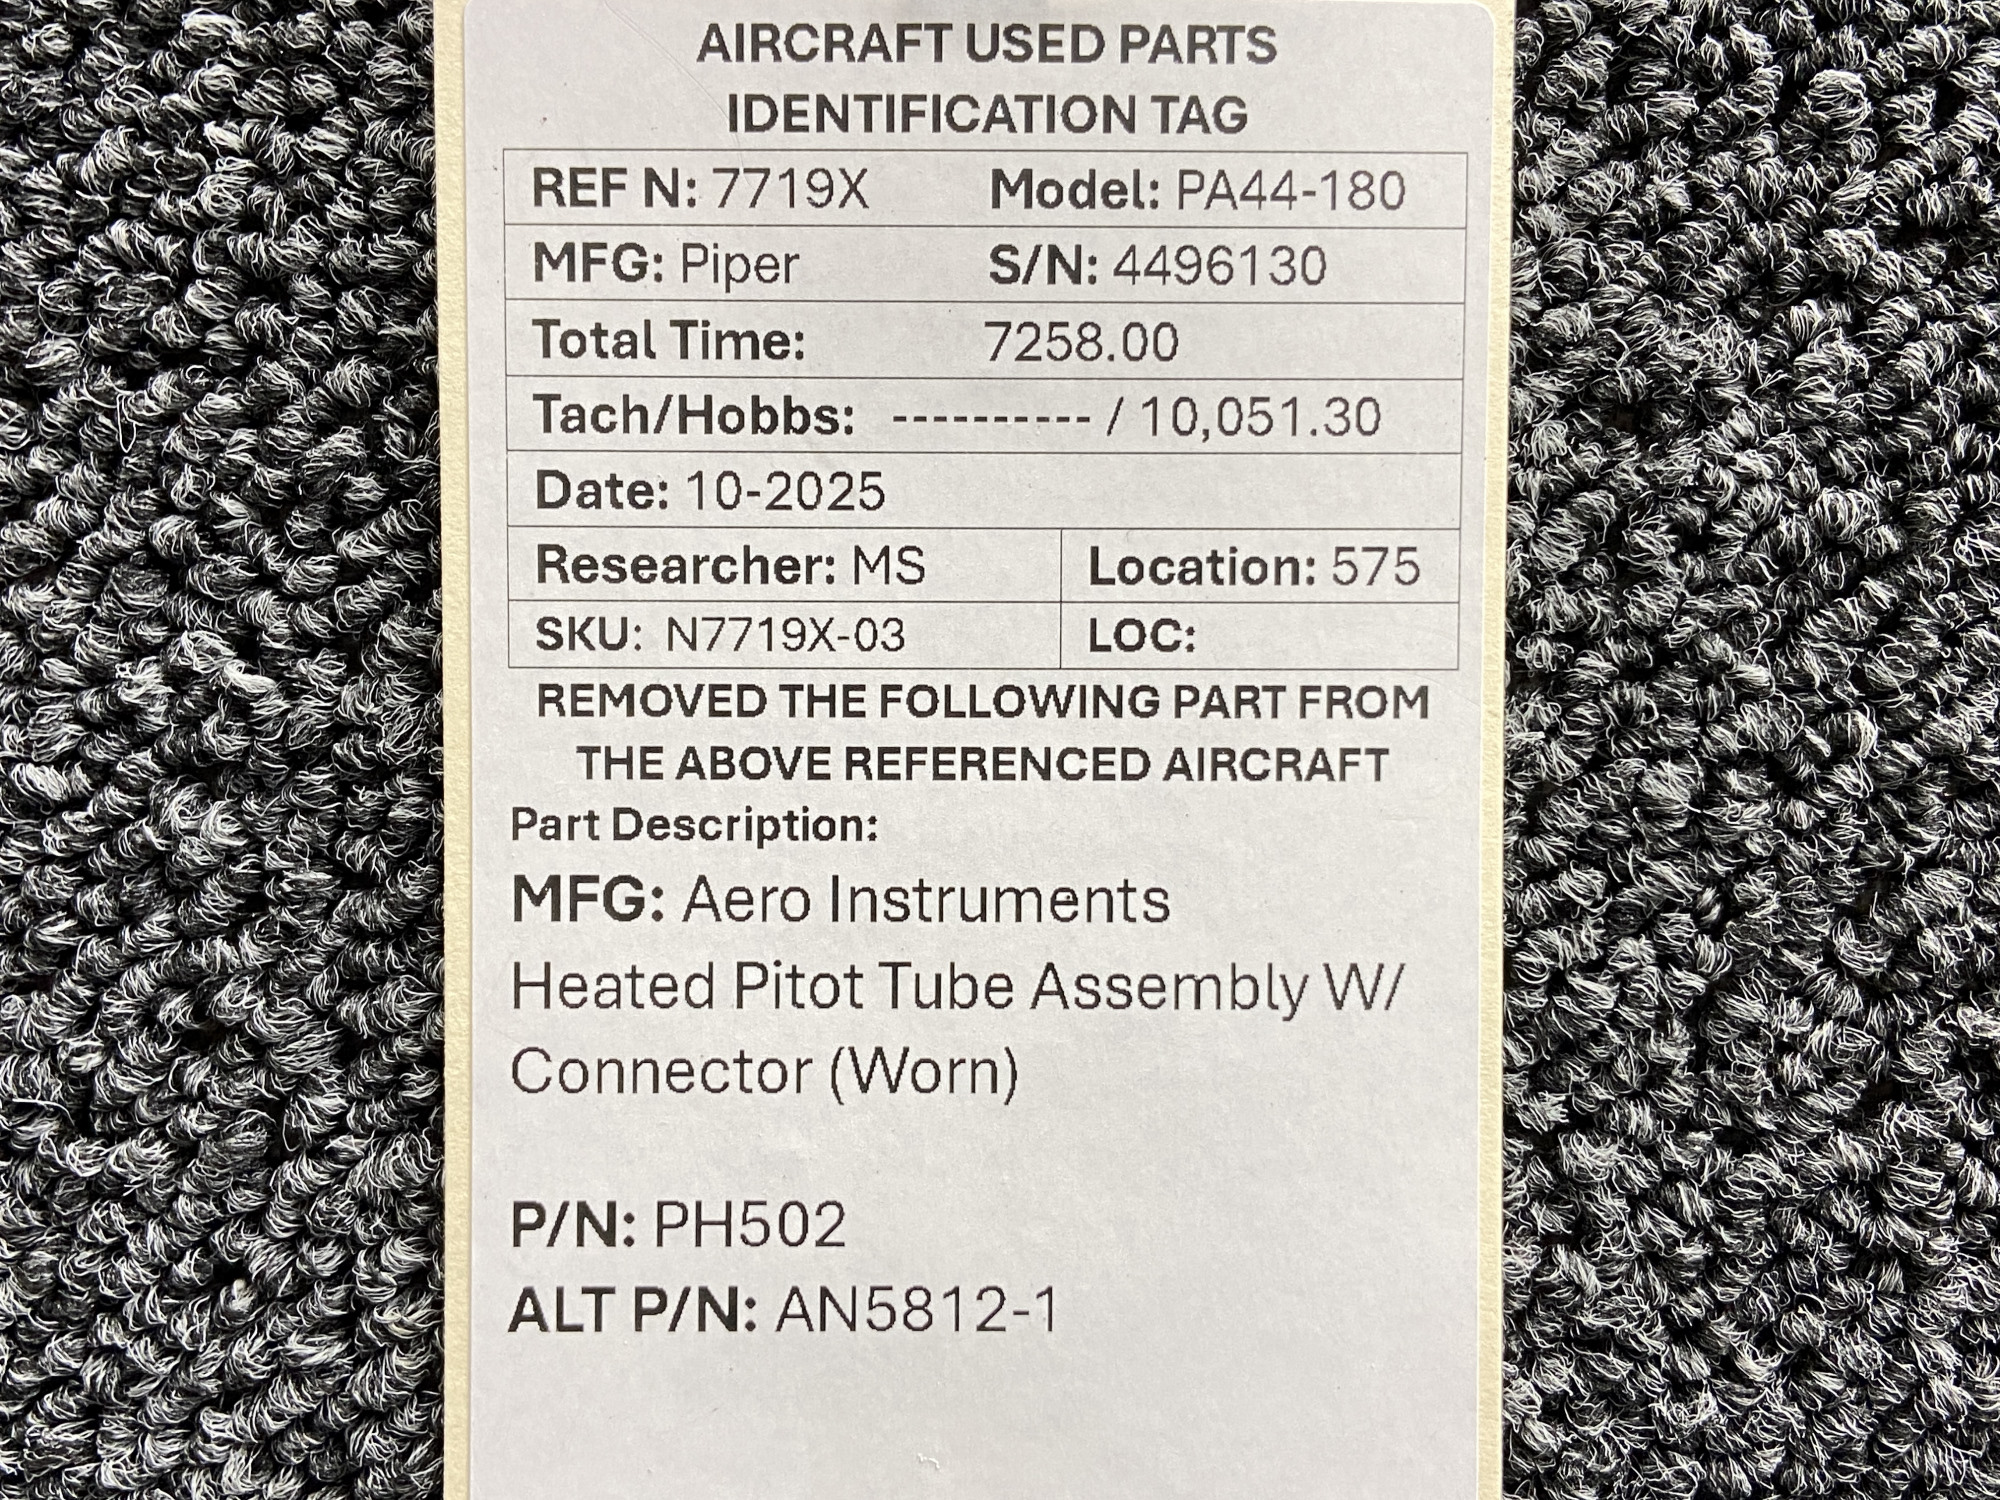 AIRCRAFT USED PARTS
IDENTIFICATION TAG
REF N: 7719X Model: PA44-180
MFG: Piper S/N: 4496130
Total Time: 7258.00
Tach/Hobbs: ---------- / 10,051.30
Date: 10-2025
Researcher: MS Location: 575
SKU: N7719X-03 LOC:
REMOVED THE FOLLOWING PART FROM
THE ABOVE REFERENCED AIRCRAFT
Part Description:
MFG: Aero Instruments
Heated Pitot Tube Assembly W/
Connector (Worn)
P/N: PH502
ALT P/N: AN5812-1